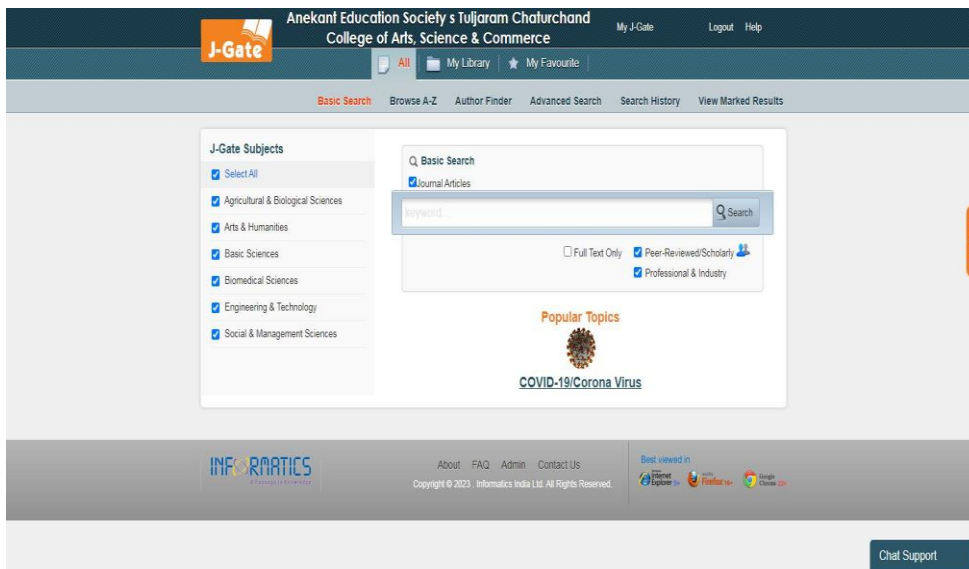 J-Gate
Anekant Education Society s Tuljaram Chaturchand
College of Arts, Science & Commerce
My J-Gate Logout Help
All My Library My Favourite
Basic Search Browse A-Z Author Finder Advanced Search Search History View Marked Results
J-Gate Subjects
Select All
Agricultural & Biological Sciences
Arts & Humanities
Basic Sciences
Biomedical Sciences
Engineering & Technology
Social & Management Sciences
Basic Search
Journal Articles
keyword...
Search
Full Text Only Peer-Reviewed/Scholarly
Professional & Industry
Popular Topics
COVID-19/Corona Virus
INFORMATICS
About FAQ Admin Contact Us
Copyright © 2023 . Informatics India Ltd. All Rights Reserved.
Best viewed in
Internet Explorer
Firefox
Google Chrome
Chat Support